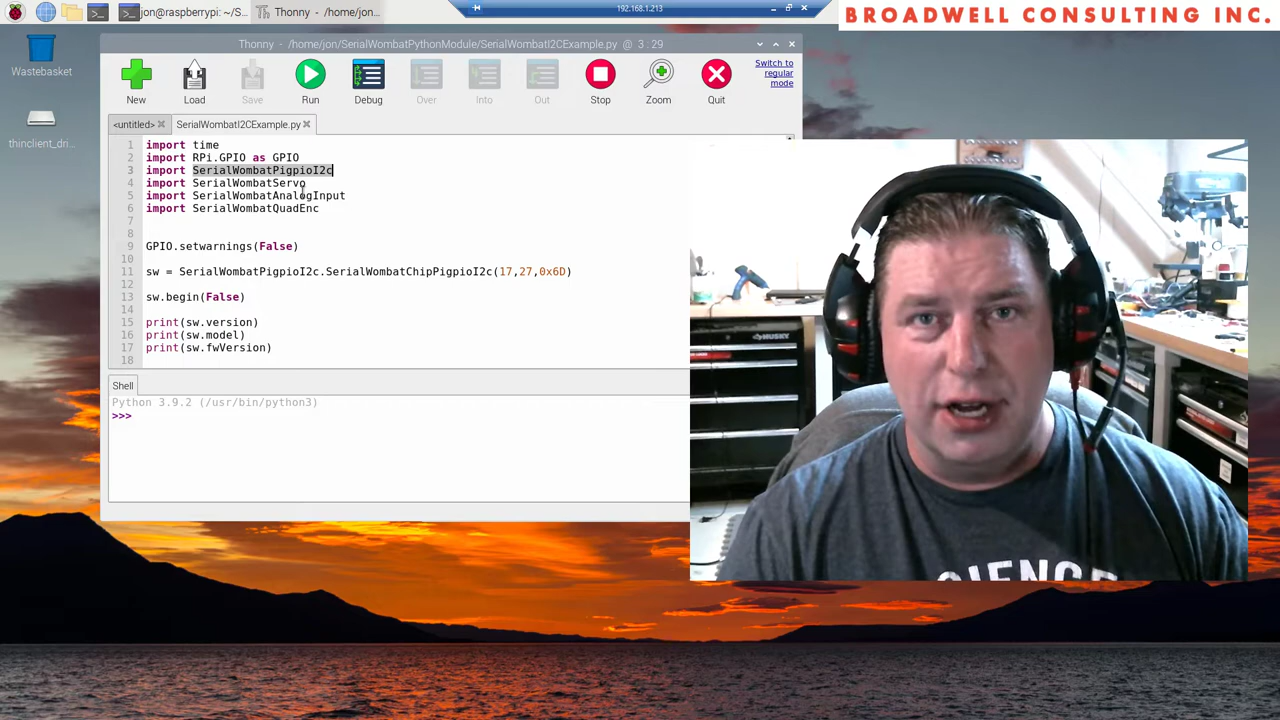 jon@raspberrypi: ~/S...
Thonny - /home/jon...
192.168.1.213
BROADWELL CONSULTING INC.
Wastebasket
thinclient_dri...
Thonny - /home/jon/SerialWombatPythonModule/SerialWombatI2CExample.py @ 3 : 29
New
Load
Save
Run
Debug
Over
Into
Out
Stop
Zoom
Quit
Switch to
regular
mode
<untitled>
SerialWombatI2CExample.py
1 import time
2 import RPi.GPIO as GPIO
3 import SerialWombatPigpioI2c
4 import SerialWombatServo
5 import SerialWombatAnalogInput
6 import SerialWombatQuadEnc
7
8
9 GPIO.setwarnings(False)
10
11 sw = SerialWombatPigpioI2c.SerialWombatChipPigpioI2c(17,27,0x6D)
12
13 sw.begin(False)
14
15 print(sw.version)
16 print(sw.model)
17 print(sw.fwVersion)
18
Shell
Python 3.9.2 (/usr/bin/python3)
>>>
HUSKY
SCIENCE